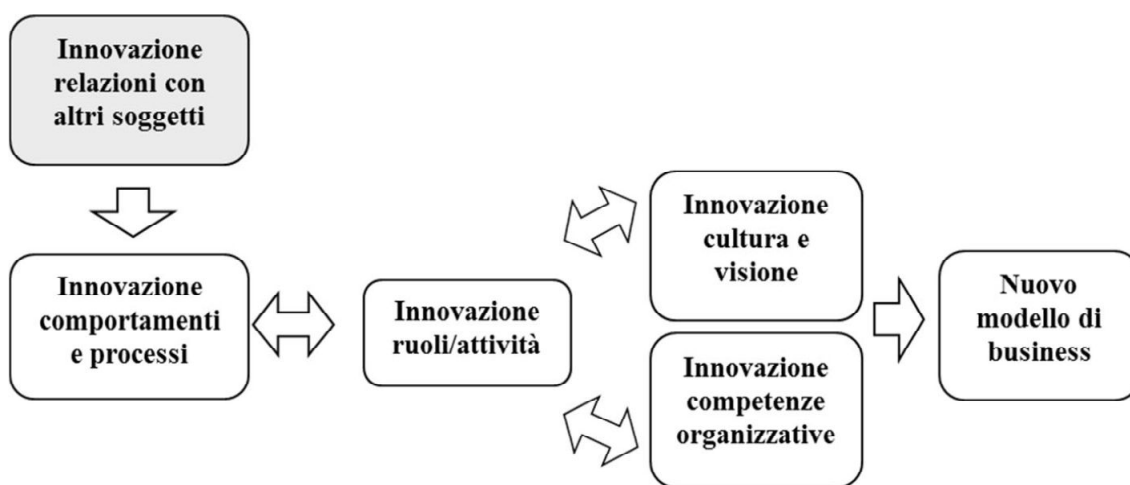 Innovazione
relazioni con
altri soggetti
Innovazione
comportamenti
e processi
Innovazione
ruoli/attività
Innovazione
cultura e
visione
Innovazione
competenze
organizzative
Nuovo
modello di
business